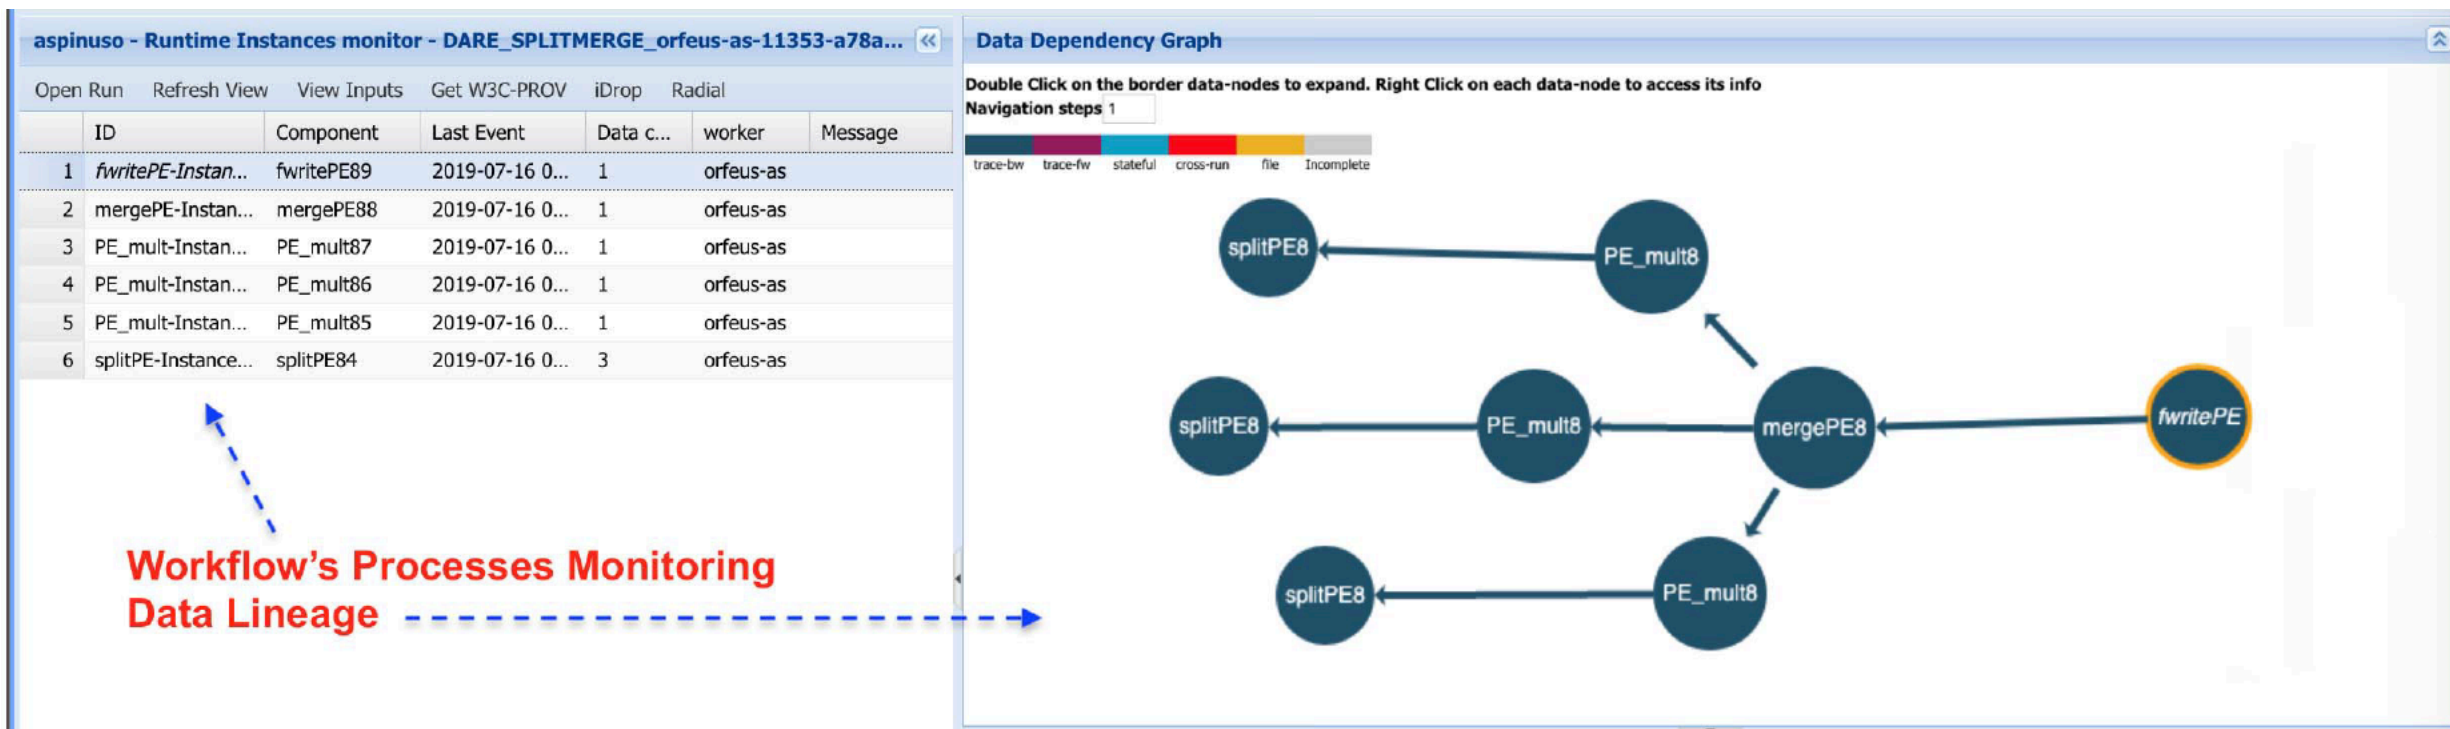 aspinuso - Runtime Instances monitor - DARE_SPLITMERGE_orfeus-as-11353-a78a...
Open Run Refresh View View Inputs Get W3C-PROV iDrop Radial
ID Component Last Event Data c... worker Message
1 fwritePE-Instan... fwritePE89 2019-07-16 0... 1 orfeus-as
2 mergePE-Instan... mergePE88 2019-07-16 0... 1 orfeus-as
3 PE_mult-Instan... PE_mult87 2019-07-16 0... 1 orfeus-as
4 PE_mult-Instan... PE_mult86 2019-07-16 0... 1 orfeus-as
5 PE_mult-Instan... PE_mult85 2019-07-16 0... 1 orfeus-as
6 splitPE-Instance... splitPE84 2019-07-16 0... 3 orfeus-as
Workflow's Processes Monitoring
Data Lineage
Data Dependency Graph
Double Click on the border data-nodes to expand. Right Click on each data-node to access its info
Navigation steps 1
trace-bw trace-fw stateful cross-run file Incomplete
splitPE8 PE_mult8
splitPE8 PE_mult8 mergePE8 fwritePE
splitPE8 PE_mult8